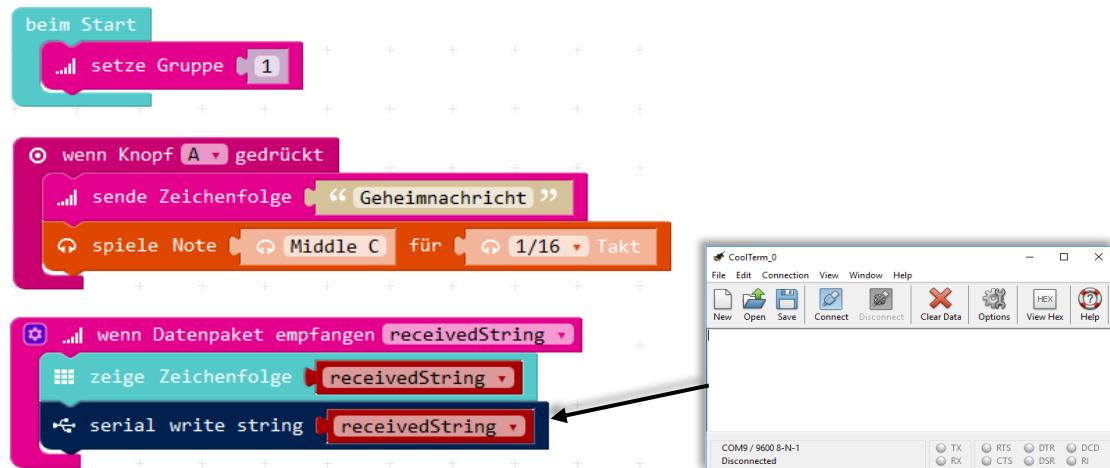 beim Start
setze Gruppe 1
wenn Knopf A gedrückt
sende Zeichenfolge “ Geheimnachricht ”
spiele Note Middle C für 1/16 Takt
wenn Datenpaket empfangen receivedString
zeige Zeichenfolge receivedString
serial write string receivedString
CoolTerm_0
File Edit Connection View Window Help
New Open Save Connect Disconnect Clear Data Options HEX View Hex Help
COM9 / 9600 8-N-1
Disconnected
TX RTS DTR DCD
RX CTS DSR RI